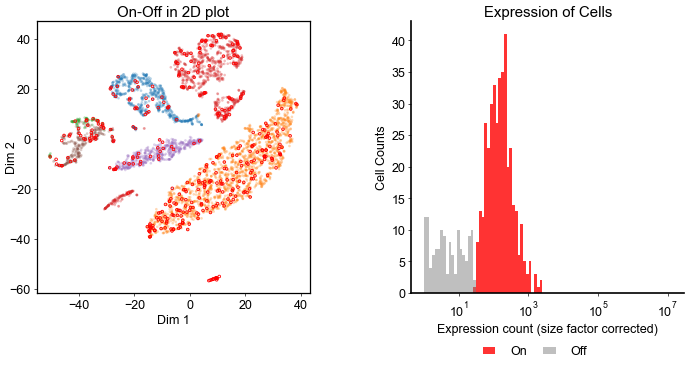 On-Off in 2D plot
Dim 2
40
20
0
−20
−40
−60
−40 −20 0 20 40
Dim 1
Expression of Cells
Cell Counts
40
35
30
25
20
15
10
5
0
10^1 10^3 10^5 10^7
Expression count (size factor corrected)
On Off